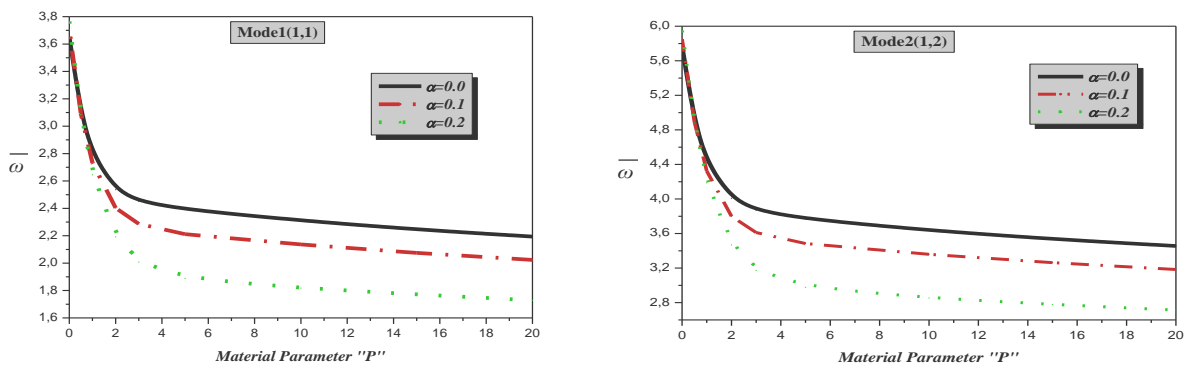 Mode1(1,1)
α=0.0
α=0.1
α=0.2
3,8
3,6
3,4
3,2
3,0
2,8
2,6
2,4
2,2
2,0
1,8
1,6
ω
0 2 4 6 8 10 12 14 16 18 20
Material Parameter "P"
Mode2(1,2)
α=0.0
α=0.1
α=0.2
6,0
5,6
5,2
4,8
4,4
4,0
3,6
3,2
2,8
ω
0 2 4 6 8 10 12 14 16 18 20
Material Parameter "P"